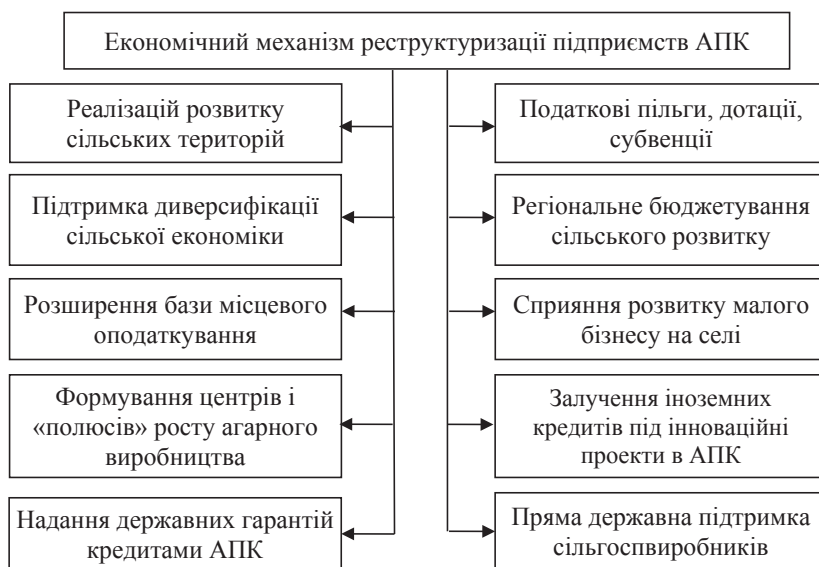 Економічний механізм реструктуризації підприємств АПК
Реалізацій розвитку
сільських територій
Податкові пільги, дотації,
субвенції
Підтримка диверсифікації
сільської економіки
Регіональне бюджетування
сільського розвитку
Розширення бази місцевого
оподаткування
Сприяння розвитку малого
бізнесу на селі
Формування центрів і
«полюсів» росту агарного
виробництва
Залучення іноземних
кредитів під інноваційні
проекти в АПК
Надання державних гарантій
кредитами АПК
Пряма державна підтримка
сільгоспвиробників